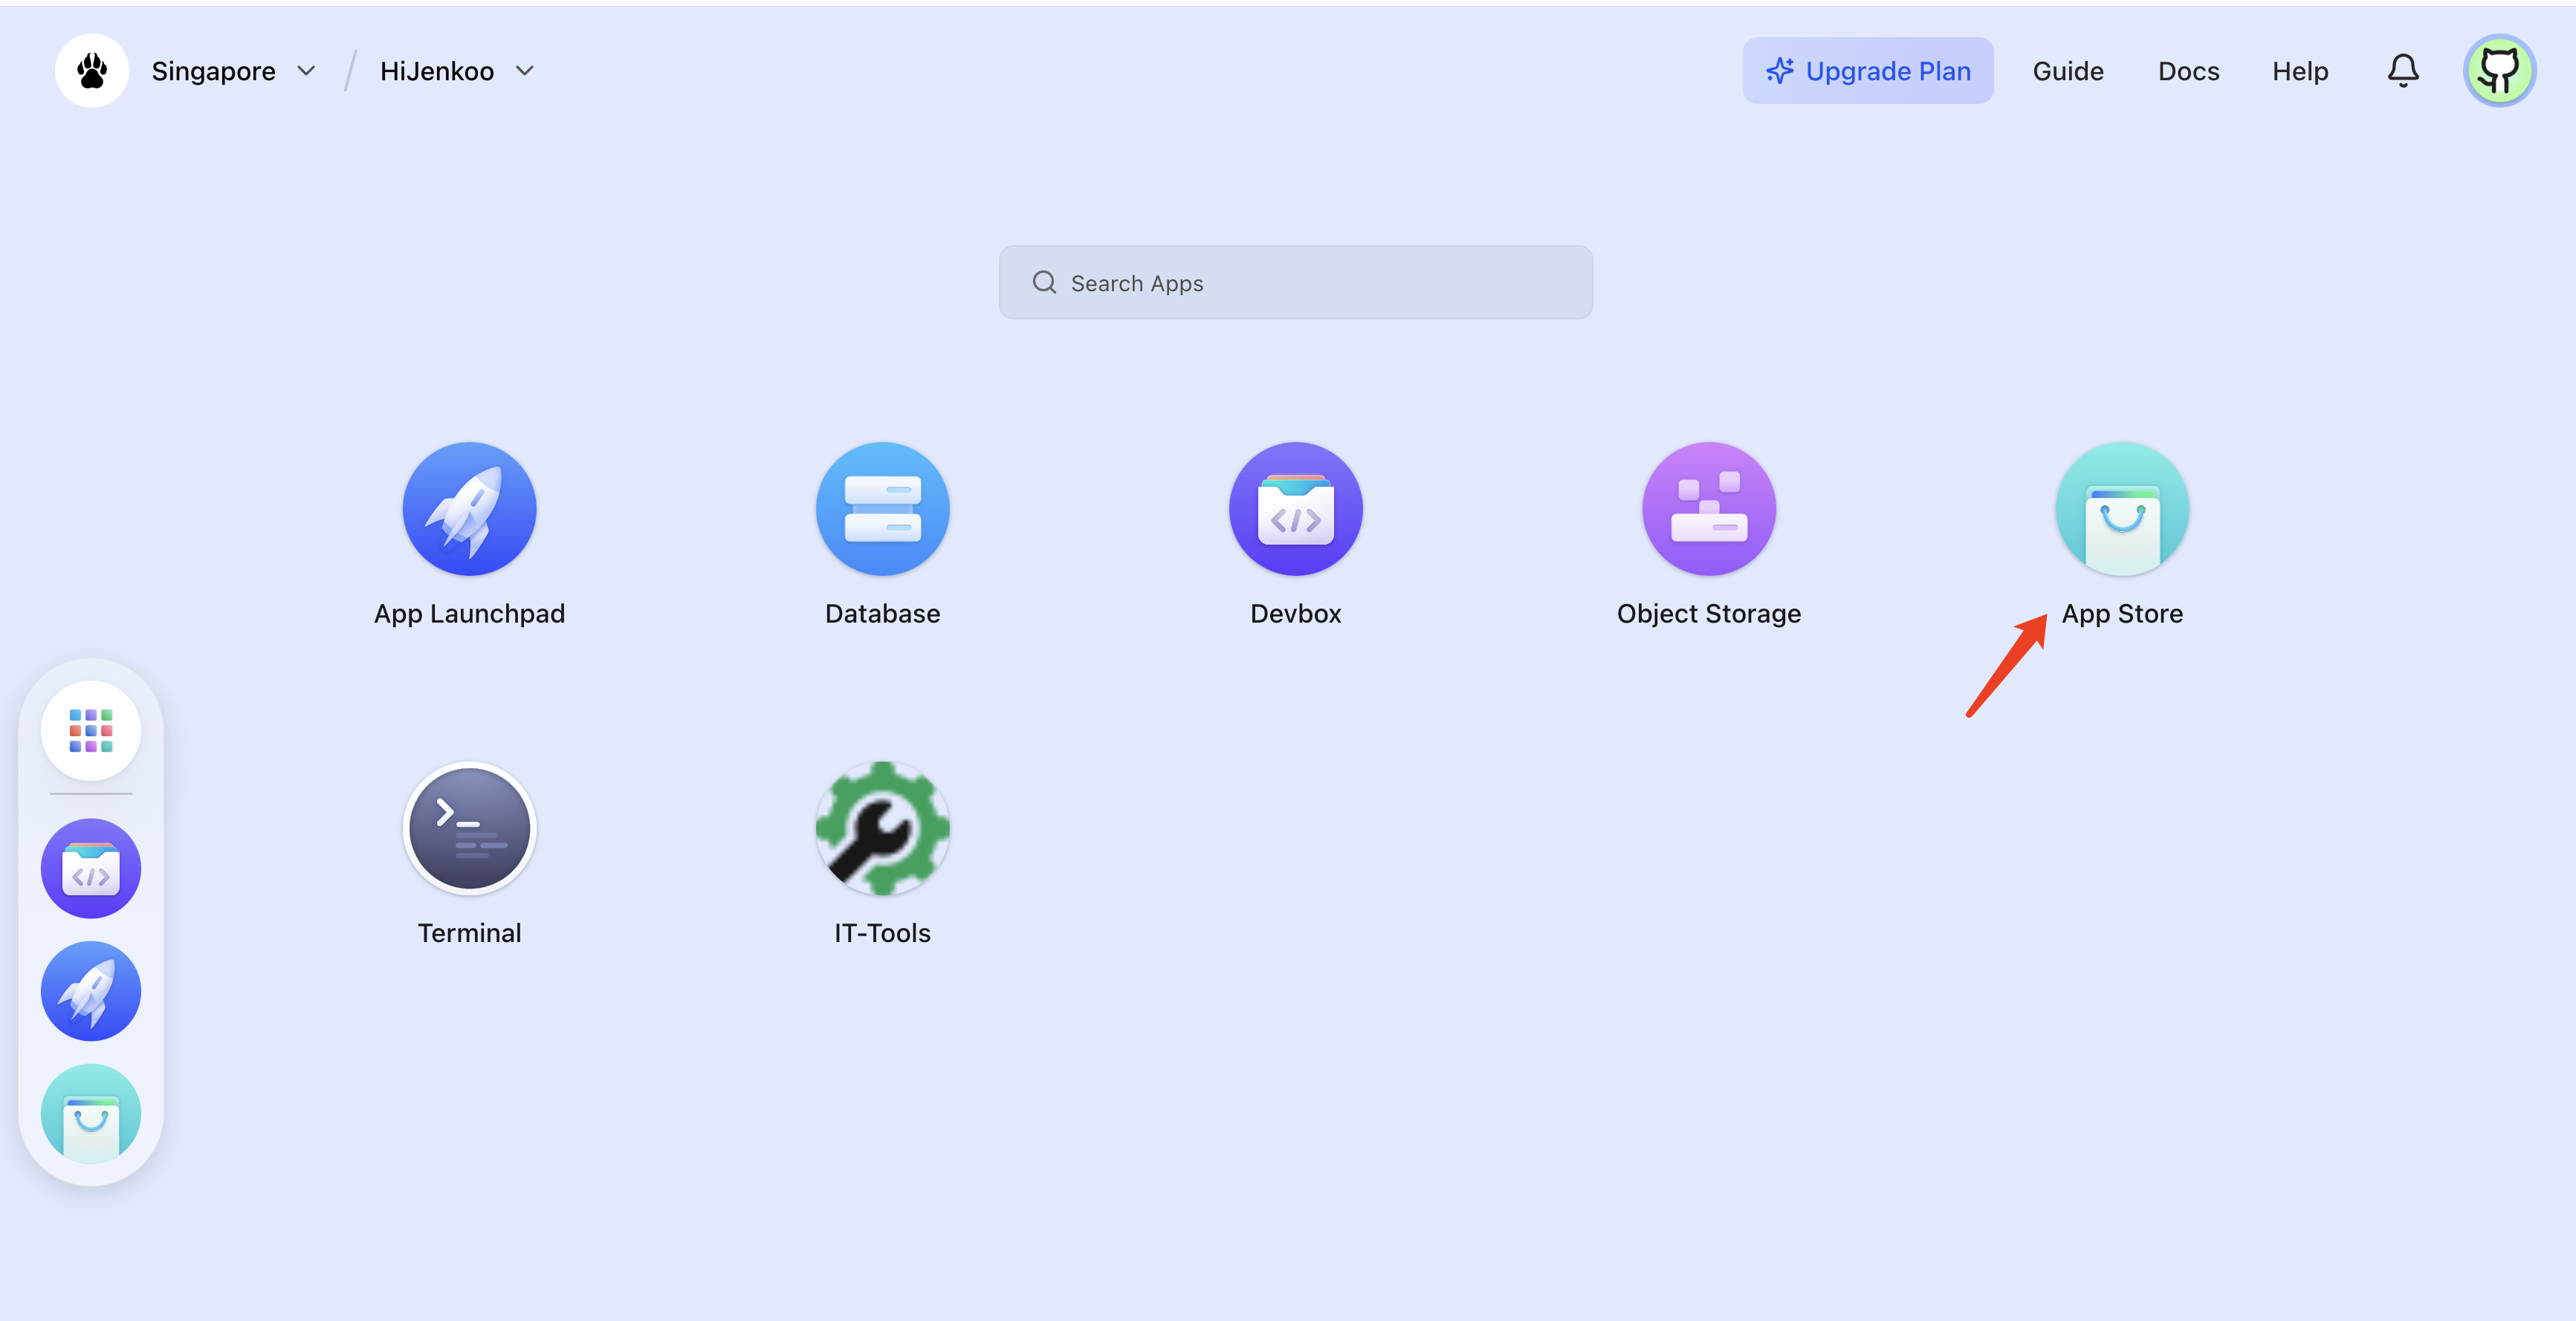 Singapore
HiJenkoo
Upgrade Plan
Guide
Docs
Help
Search Apps
App Launchpad
Database
Devbox
Object Storage
App Store
Terminal
IT-Tools